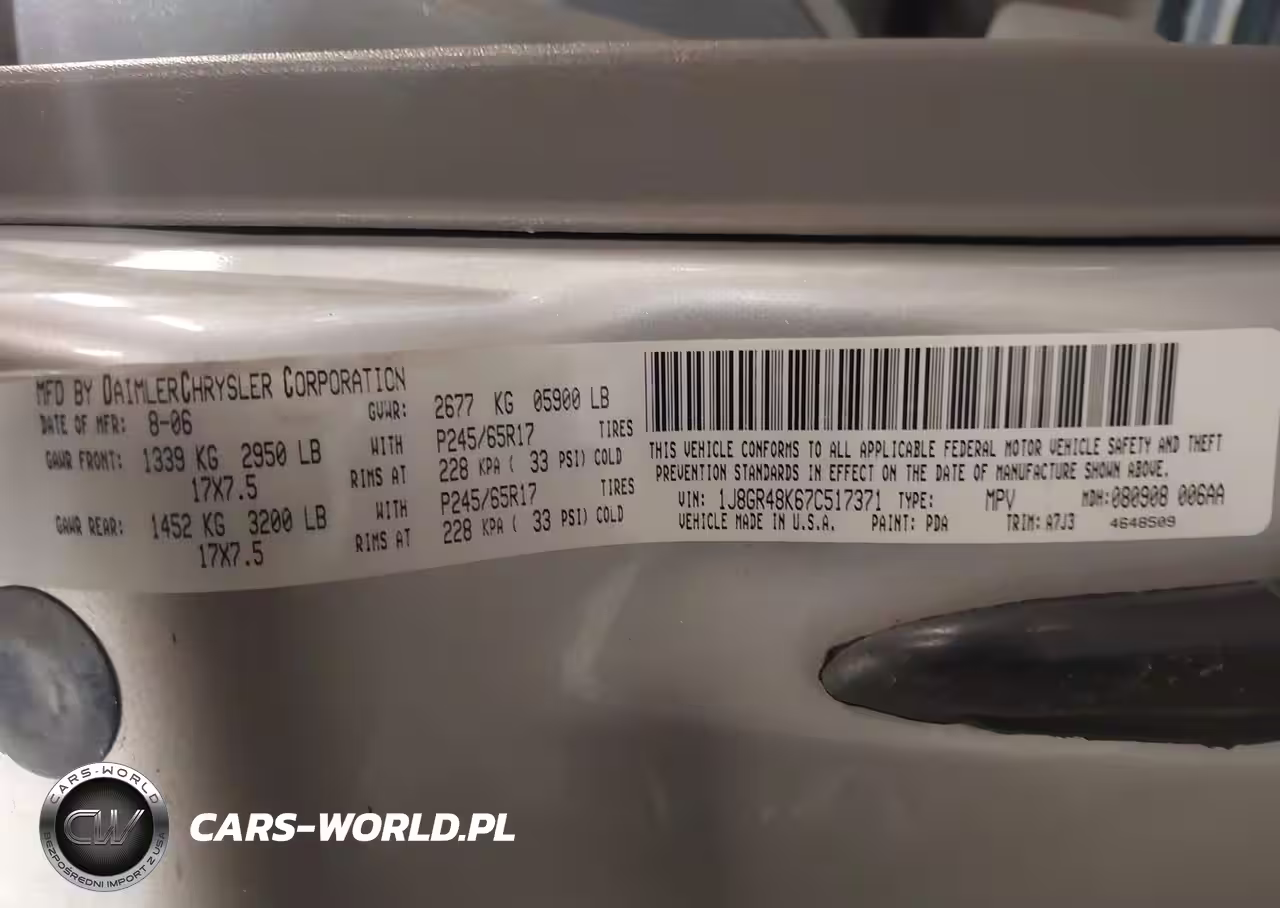 MFD BY DAIMLERCHRYSLER CORPORATION
DATE OF MFR: 8-06 GVWR: 2677 KG 05900 LB
GAWR FRONT: 1339 KG 2950 LB WITH P245/65R17 TIRES
17X7.5 RIMS AT 228 KPA ( 33 PSI) COLD
GAWR REAR: 1452 KG 3200 LB WITH P245/65R17 TIRES
17X7.5 RIMS AT 228 KPA ( 33 PSI) COLD
THIS VEHICLE CONFORMS TO ALL APPLICABLE FEDERAL MOTOR VEHICLE SAFETY AND THEFT
PREVENTION STANDARDS IN EFFECT ON THE DATE OF MANUFACTURE SHOWN ABOVE.
VIN: 1J8GR48K67C517371 TYPE: MPV MDH:080908 006AA
VEHICLE MADE IN U.S.A. PAINT: PDA TRIM: A7J3 4648509
CARS-WORLD
CW
BEZPOŚREDNI IMPORT Z USA
CARS-WORLD.PL